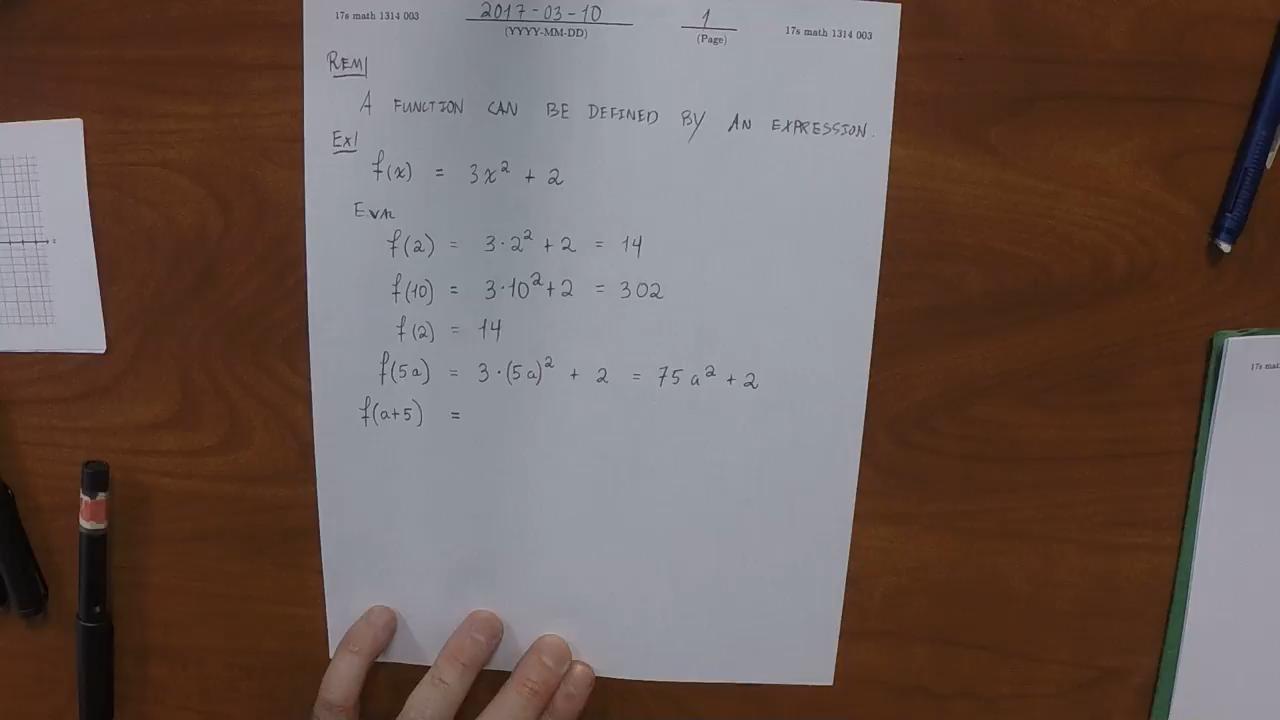 17s math 1314 003 2017-03-10 1 17s math 1314 003
(YYYY-MM-DD) (Page)
REM
A FUNCTION CAN BE DEFINED BY AN EXPRESSION.
EX
f(x) = 3x² + 2
f(2) = 3·2² + 2 = 14
f(10) = 3·10² + 2 = 302
f(2) = 14
f(5a) = 3·(5a)² + 2 = 75a² + 2
f(a+5) =